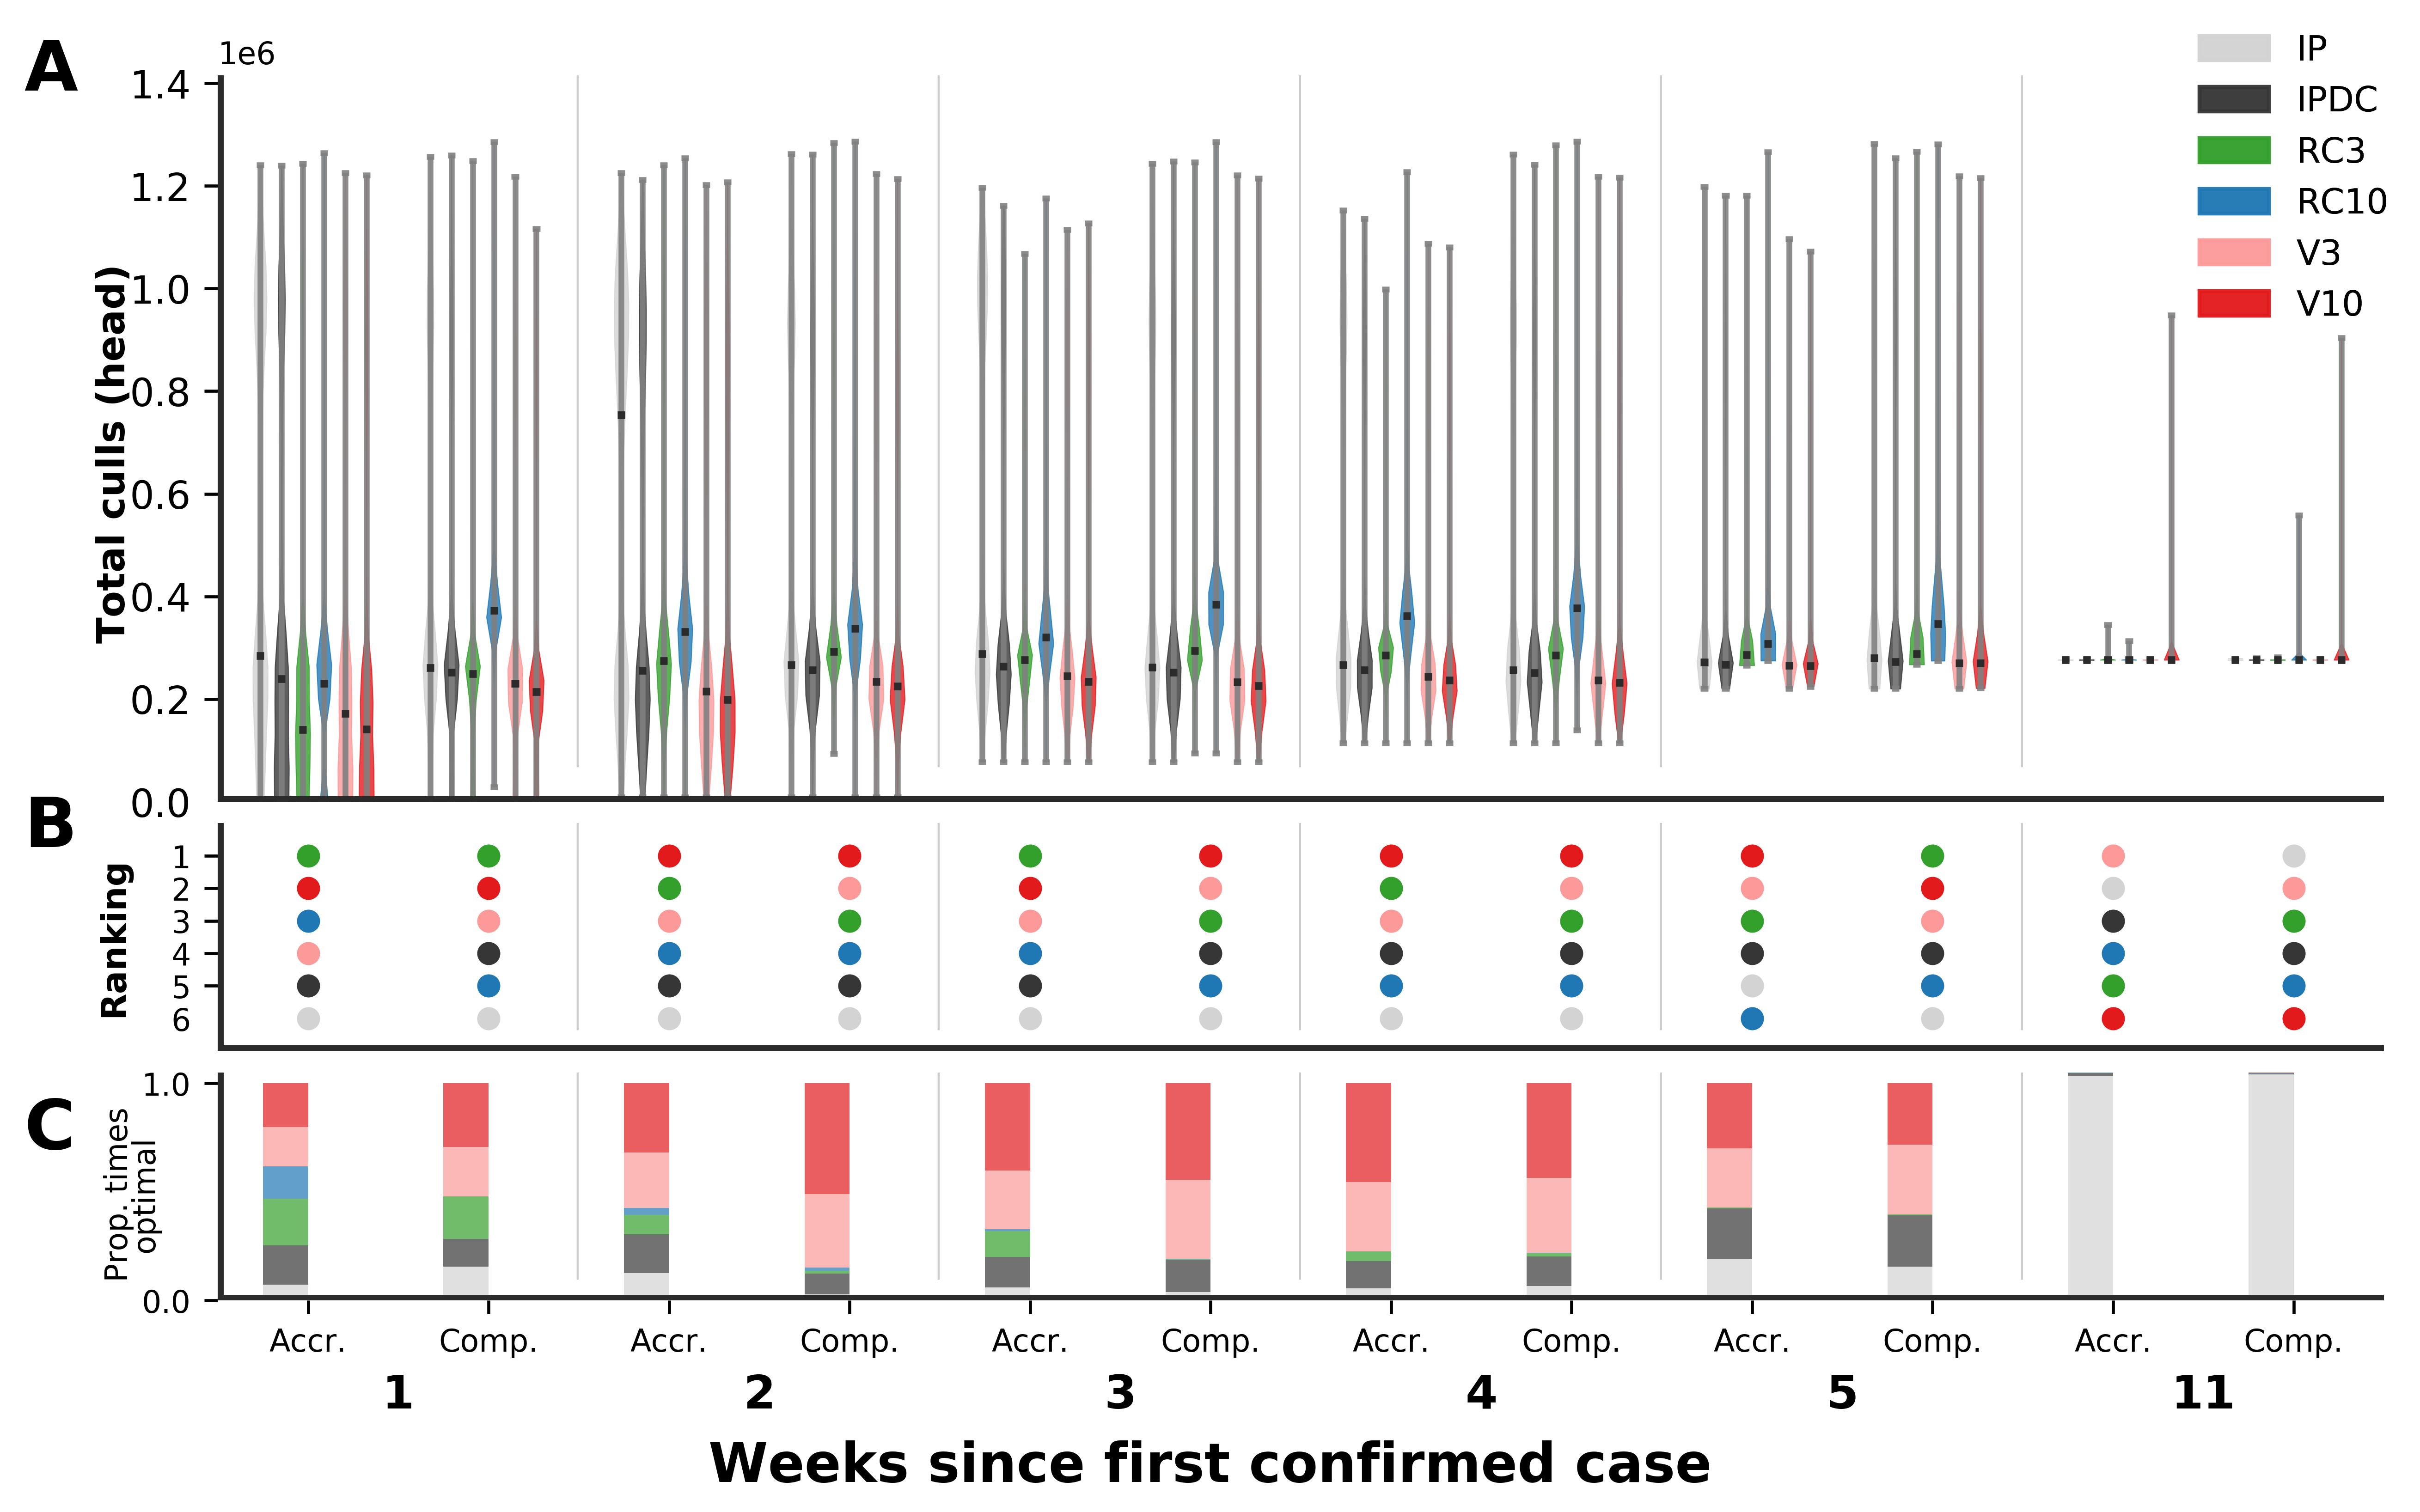 A
1e6
1.4
1.2
1.0
0.8
0.6
0.4
0.2
0.0
Total culls (head)
IP
IPDC
RC3
RC10
V3
V10
B
Ranking
1
2
3
4
5
6
C
Prop. times
optimal
1.0
0.0
Accr. Comp. Accr. Comp. Accr. Comp. Accr. Comp. Accr. Comp. Accr. Comp.
1 2 3 4 5 11
Weeks since first confirmed case